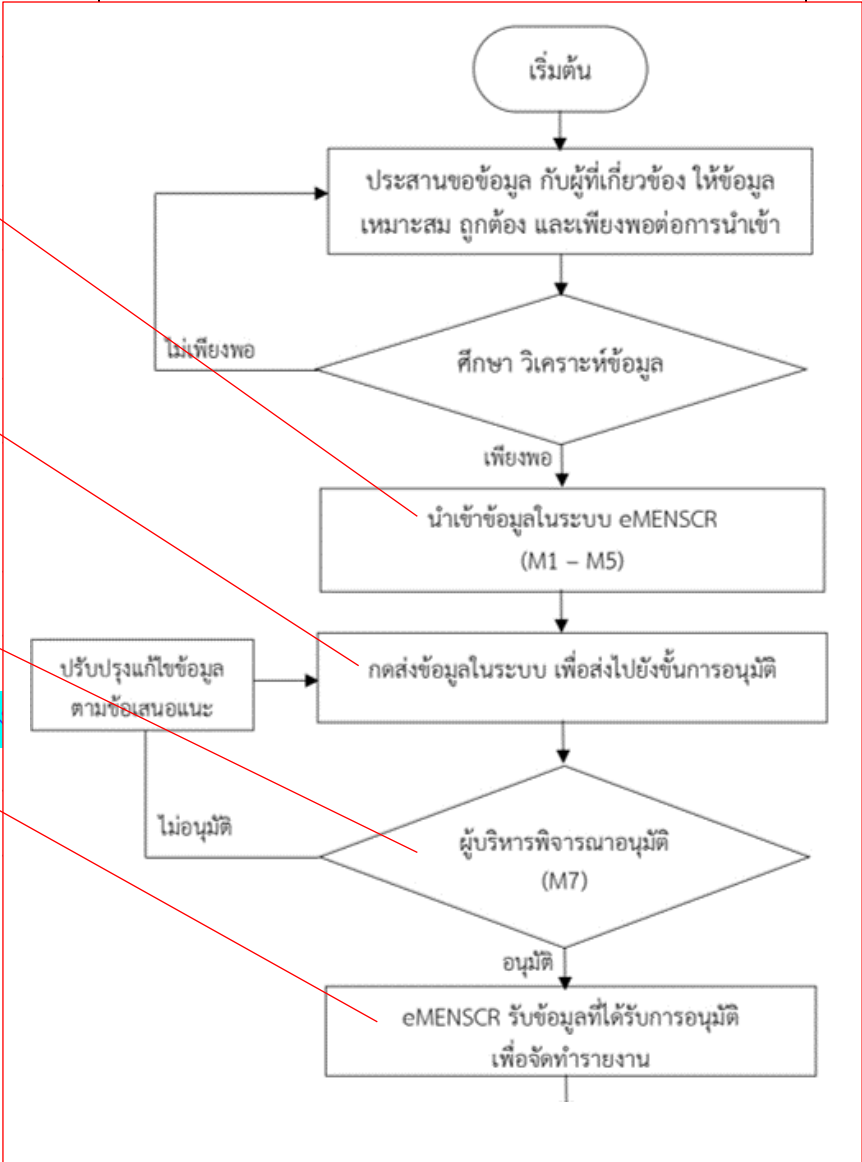 เริ่มต้น
ประสานขอข้อมูล กับผู้ที่เกี่ยวข้อง ให้ข้อมูล
เหมาะสม ถูกต้อง และเพียงพอต่อการนำเข้า
ไม่เพียงพอ
ศึกษา วิเคราะห์ข้อมูล
เพียงพอ
นำเข้าข้อมูลในระบบ eMENSCR
(M1 – M5)
ปรับปรุงแก้ไขข้อมูล
ตามข้อเสนอแนะ
กดส่งข้อมูลในระบบ เพื่อส่งไปยังขั้นการอนุมัติ
ไม่อนุมัติ
ผู้บริหารพิจารณาอนุมัติ
(M7)
อนุมัติ
eMENSCR รับข้อมูลที่ได้รับการอนุมัติ
เพื่อจัดทำรายงาน